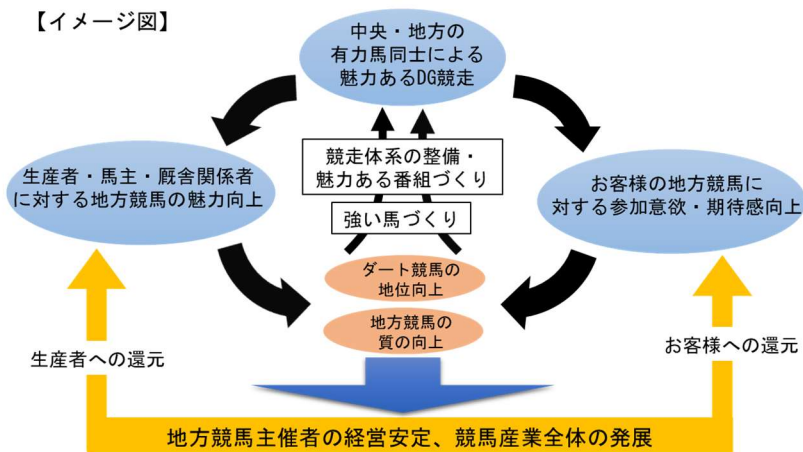 【イメージ図】
中央・地方の
有力馬同士による
魅力あるDG競走
競走体系の整備・
魅力ある番組づくり
強い馬づくり
生産者・馬主・厩舎関係者
に対する地方競馬の魅力向上
お客様の地方競馬に
対する参加意欲・期待感向上
ダート競馬の
地位向上
地方競馬の
質の向上
生産者への還元
お客様への還元
地方競馬主催者の経営安定、競馬産業全体の発展